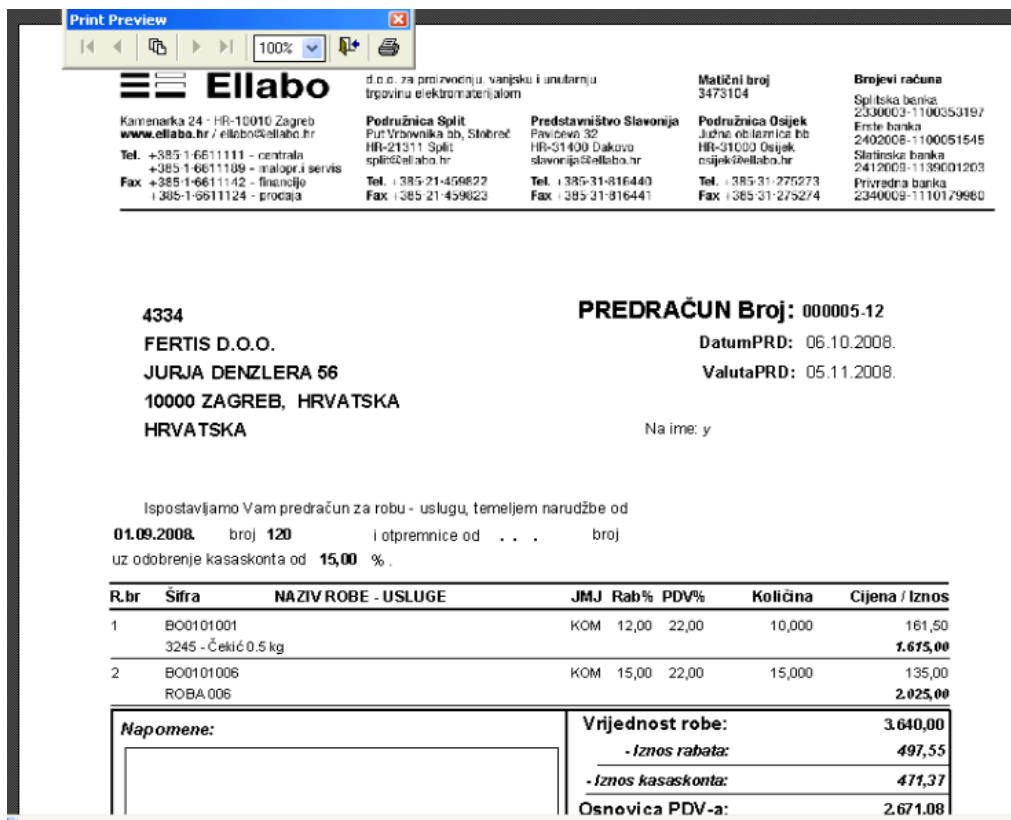 Print Preview
100%
Ellabo
d.o.o. za proizvodnju, vanjsku i unutarnju
trgovinu elektromaterijalom
Matični broj
3473104
Brojevi računa
Splitska banka
2330003-1100353197
Erste banka
2402006-1100051545
Slatinska banka
2412009-1139001203
Privredna banka
2340009-1110179980
Kamenarka 24 - HR-10010 Zagreb
www.ellabo.hr / ellabo@ellabo.hr
Tel. +385-1-6611111 - centrala
+385-1-6611189 - malopr.i servis
Fax +385-1-6611142 - financije
+385-1-6611124 - prodaja
Podružnica Split
Put Vrbovnika bb, Stobreč
HR-21311 Split
split@ellabo.hr
Tel. +385-21-459822
Fax +385-21-459823
Predstavništvo Slavonija
Pavićeva 32
HR-31400 Đakovo
slavonija@ellabo.hr
Tel. +385-31-816440
Fax +385-31-816441
Podružnica Osijek
Južna obilaznica bb
HR-31000 Osijek
osijek@ellabo.hr
Tel. +385-31-275273
Fax +385-31-275274
4334
FERTIS D.O.O.
JURJA DENZLERA 56
10000 ZAGREB, HRVATSKA
HRVATSKA
PREDRAČUN Broj: 000005-12
DatumPRD: 06.10.2008.
ValutaPRD: 05.11.2008.
Na ime: y
Ispostavljamo Vam predračun za robu - uslugu, temeljem narudžbe od
01.09.2008. broj 120 i otpremnice od . . . broj
uz odobrenje kasaskonta od 15,00 % .
R.br Šifra NAZIV ROBE - USLUGE JMJ Rab% PDV% Količina Cijena / Iznos
1 BO0101001 KOM 12,00 22,00 10,000 161,50
3245 - Čekić 0.5 kg 1.615,00
2 BO0101006 KOM 15,00 22,00 15,000 135,00
ROBA 006 2.025,00
Napomene:
Vrijednost robe: 3.640,00
- Iznos rabata: 497,55
- Iznos kasaskonta: 471,37
Osnovica PDV-a: 2.671,08